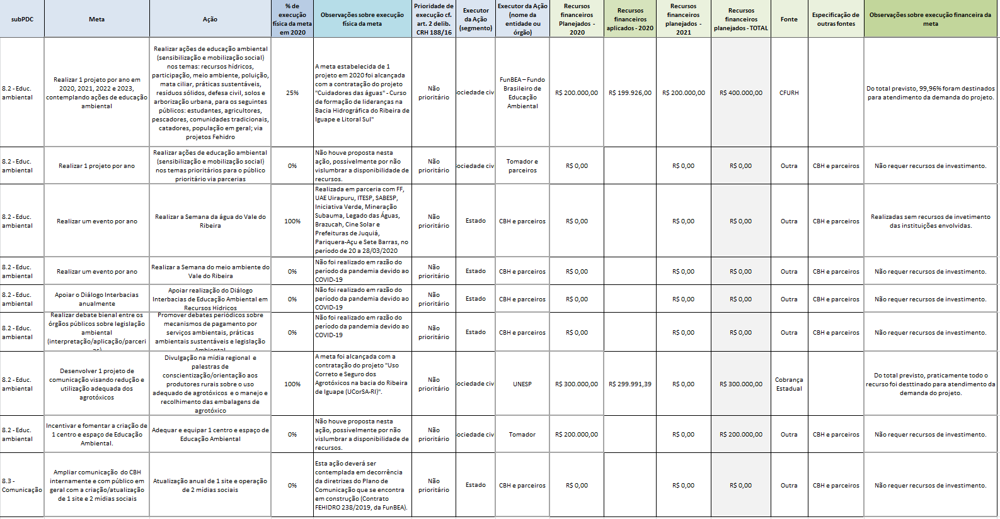 subPDC
Meta
Ação
% de
execução
física da meta
em 2020
Observações sobre execução
física da meta
Prioridade de
execução cf.
art. 2 delib.
CRH 188/16
Executor
da Ação
(segmento)
Executor da Ação
(nome da
entidade ou
órgão)
Recursos
financeiros
Planejados -
2020
Recursos
financeiros
aplicados - 2020
Recursos
financeiros
planejados -
2021
Recursos
financeiros
planejados - TOTAL
Fonte
Especificação de
outras fontes
Observações sobre execução financeira da
meta
8.2 - Educ.
ambiental
Realizar 1 projeto por ano em
2020, 2021, 2022 e 2023,
contemplando ações de educação
ambiental
Realizar ações de educação ambiental
(sensibilização e mobilização social)
nos temas: recursos hídricos,
participação, meio ambiente, poluição,
mata ciliar, práticas sustentáveis,
resíduos sólidos, defesa civil, solos e
arborização urbana, para os seguintes
públicos: estudantes, agricultores,
pescadores, comunidades tradicionais,
catadores, população em geral; via
projetos Fehidro
25%
A meta estabelecida de 1
projeto em 2020 foi alcançada
com a contratação do projeto
"Cuidadores das águas" - Curso
de formação de lideranças na
Bacia Hidrográfica do Ribeira de
Iguape e Litoral Sul"
Não
prioritário
ociedade civi
FunBEA – Fundo
Brasileiro de
Educação
Ambiental
R$ 200.000,00
R$ 199.926,00
R$ 200.000,00
R$ 400.000,00
CFURH
Do total previsto, 99,96% foram destinados
para atendimento da demanda do projeto.
8.2 - Educ.
ambiental
Realizar 1 projeto por ano
Realizar ações de educação ambiental
(sensibilização e mobilização social)
nos temas prioritários para o público
prioritário via parcerias
0%
Não houve proposta nesta
ação, possívelmente por não
vislumbrar a disponibilidade de
recursos.
Não
prioritário
ociedade civi
Tomador e
parceiros
R$ 0,00
R$ 0,00
R$ 0,00
Outra
CBH e parceiros
Não requer recursos de investimento.
8.2 - Educ.
ambiental
Realizar um evento por ano
Realizar a Semana da água do Vale do
Ribeira
100%
Realizada em parceria com FF,
UAE Uirapuru, ITESP, SABESP,
Iniciativa Verde, Mineração
Subauma, Legado das Águas,
Brazucah, Cine Solar e
Prefeituras de Juquiá,
Pariquera-Açu e Sete Barras, no
período de 20 a 28/03/2020
Não
prioritário
Estado
CBH e parceiros
R$ 0,00
R$ 0,00
R$ 0,00
Outra
CBH e parceiros
Realizadas sem recursos de invetimento
das instituições envolvidas.
8.2 - Educ.
ambiental
Realizar um evento por ano
Realizar a Semana do meio ambiente do
Vale do Ribeira
0%
Não foi realizado em razão do
período da pandemia devido ao
COVID-19
Não
prioritário
Estado
CBH e parceiros
R$ 0,00
R$ 0,00
R$ 0,00
Outra
CBH e parceiros
Não requer recursos de investimento.
8.2 - Educ.
ambiental
Apoiar o Diálogo Interbacias
anualmente
Apoiar realização do Diálogo
Interbacias de Educação Ambiental em
Recursos Hídricos
0%
Não foi realizado em razão do
período da pandemia devido ao
COVID-19
Não
prioritário
Estado
CBH e parceiros
R$ 0,00
R$ 0,00
R$ 0,00
Outra
CBH e parceiros
Não requer recursos de investimento.
8.2 - Educ.
ambiental
Realizar debate bienal entre os
órgãos públicos sobre legislação
ambiental
(interpretação/aplicação/parceri
as)
Promover debates periódicos sobre
mecanismos de pagamento por
serviços ambientais, práticas
ambientais sustentáveis e legislação
Ambiental
0%
Não foi realizado em razão do
período da pandemia devido ao
COVID-19
Não
prioritário
Estado
CBH e parceiros
R$ 0,00
R$ 0,00
R$ 0,00
Outra
CBH e parceiros
Não requer recursos de investimento.
8.2 - Educ.
ambiental
Desenvolver 1 projeto de
comunicação visando redução e
utilização adequada dos
agrotóxicos
Divulgação na mídia regional e
palestras de
conscientização/orientação aos
produtores rurais sobre o uso
adequado de agrotóxicos e o manejo e
recolhimento das embalagens de
agrotóxico
100%
A meta foi alcançada com a
contratação do projeto "Uso
Correto e Seguro dos
Agrotóxicos na bacia do Ribeira
de Iguape (UCorSA-RI)".
Não
prioritário
ociedade civi
UNESP
R$ 300.000,00
R$ 299.991,39
R$ 0,00
R$ 300.000,00
Cobrança
Estadual
Do total previsto, praticamente todo o
recurso foi desttinado para atendimento da
demanda do projeto.
8.2 - Educ.
ambiental
Incentivar e fomentar a criação de
1 centro e espaço de Educação
Ambiental.
Adequar e equipar 1 centro e espaço de
Educação Ambiental
0%
Não houve proposta nesta
ação, possívelmente por não
vislumbrar a disponibilidade de
recursos.
Não
prioritário
ociedade civi
Tomador
R$ 200.000,00
R$ 0,00
R$ 200.000,00
Outra
CBH e parceiros
Não requer recursos de investimento.
8.3 -
Comunicação
Ampliar comunicação do CBH
internamente e com público em
geral com a criação/atualização
de 1 site e 2 mídias sociais
Atualização anual de 1 site e operação
de 2 mídias sociais
0%
Esta ação deverá ser
contemplada em decorrência
da diretrizes do Plano de
Comunicação que se encontra
em construção (Contrato
FEHIDRO 238/2019, da FunBEA).
Não
prioritário
Estado
CBH e parceiros
R$ 0,00
R$ 0,00
R$ 0,00
Outra
CBH e parceiros
Não requer recursos de investimento.